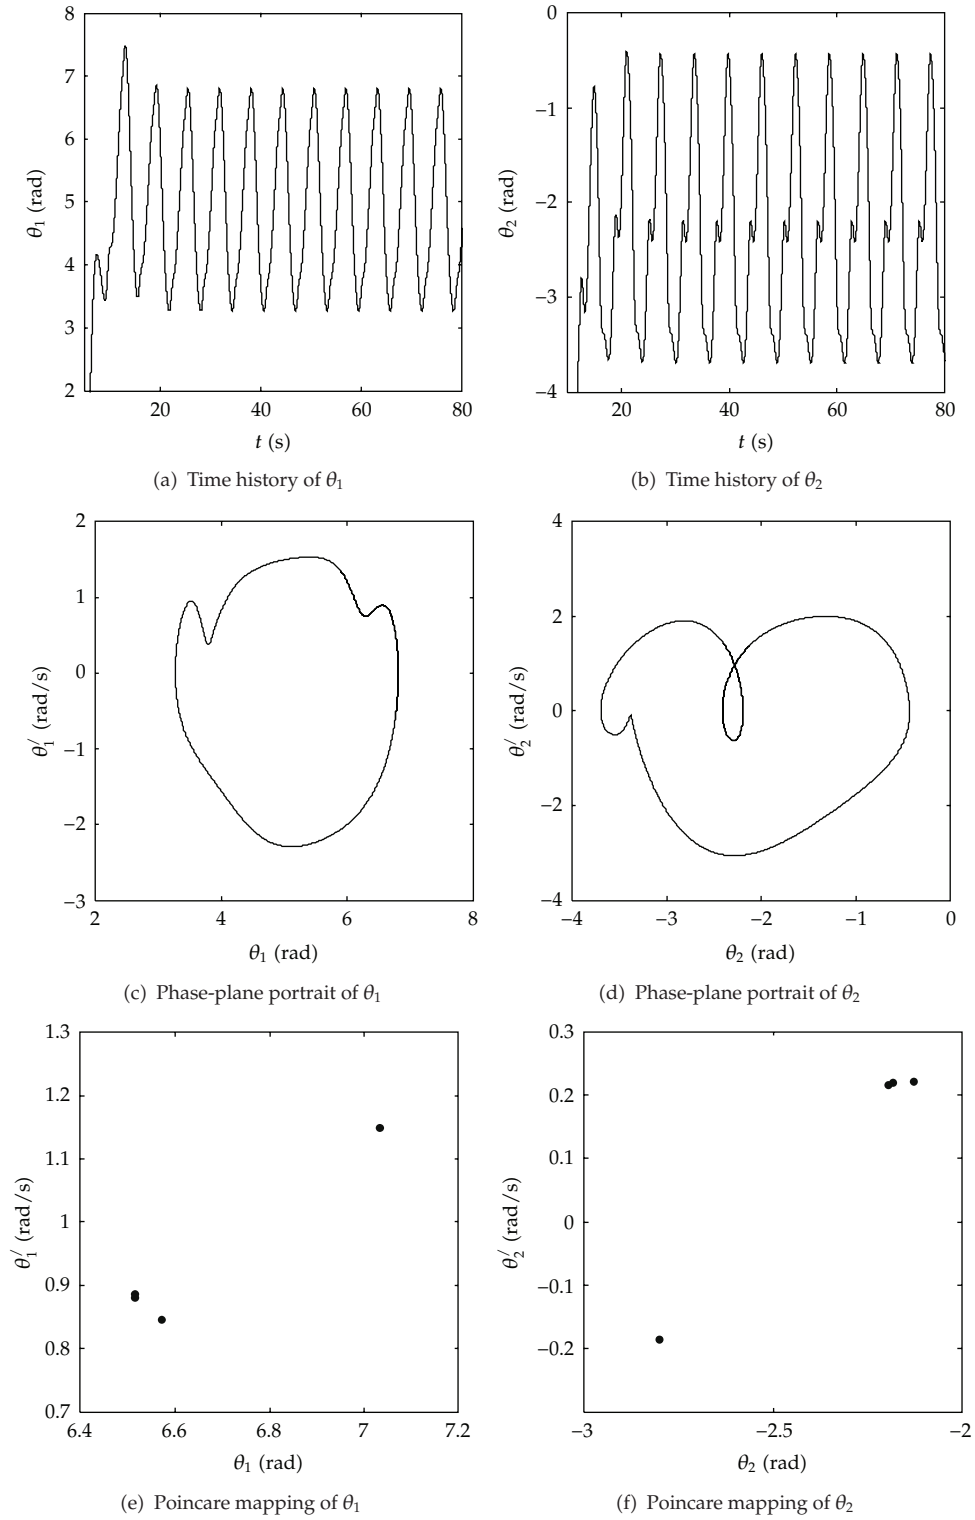 8
7
6
5
4
3
2
θ1 (rad)
20 40 60 80
t (s)
(a) Time history of θ1
0
−1
−2
−3
−4
θ2 (rad)
20 40 60 80
t (s)
(b) Time history of θ2
2
1
0
−1
−2
−3
θ′1 (rad/s)
2 4 6 8
θ1 (rad)
(c) Phase-plane portrait of θ1
4
2
0
−2
−4
θ′2 (rad/s)
−4 −3 −2 −1 0
θ2 (rad)
(d) Phase-plane portrait of θ2
1.3
1.2
1.1
1
0.9
0.8
0.7
θ′1 (rad/s)
6.4 6.6 6.8 7 7.2
θ1 (rad)
(e) Poincare mapping of θ1
0.3
0.2
0.1
0
−0.1
−0.2
θ′2 (rad/s)
−3 −2.5 −2
θ2 (rad)
(f) Poincare mapping of θ2